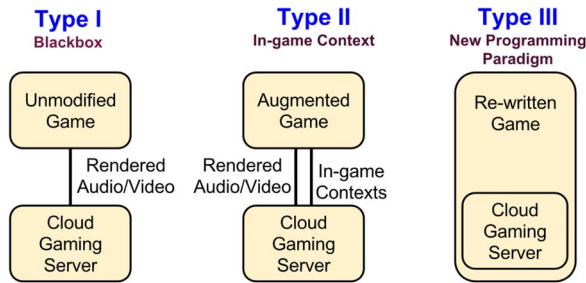 Type I
Blackbox
Unmodified
Game
Rendered
Audio/Video
Cloud
Gaming
Server
Type II
In-game Context
Augmented
Game
Rendered
Audio/Video
In-game
Contexts
Cloud
Gaming
Server
Type III
New Programming
Paradigm
Re-written
Game
Cloud
Gaming
Server